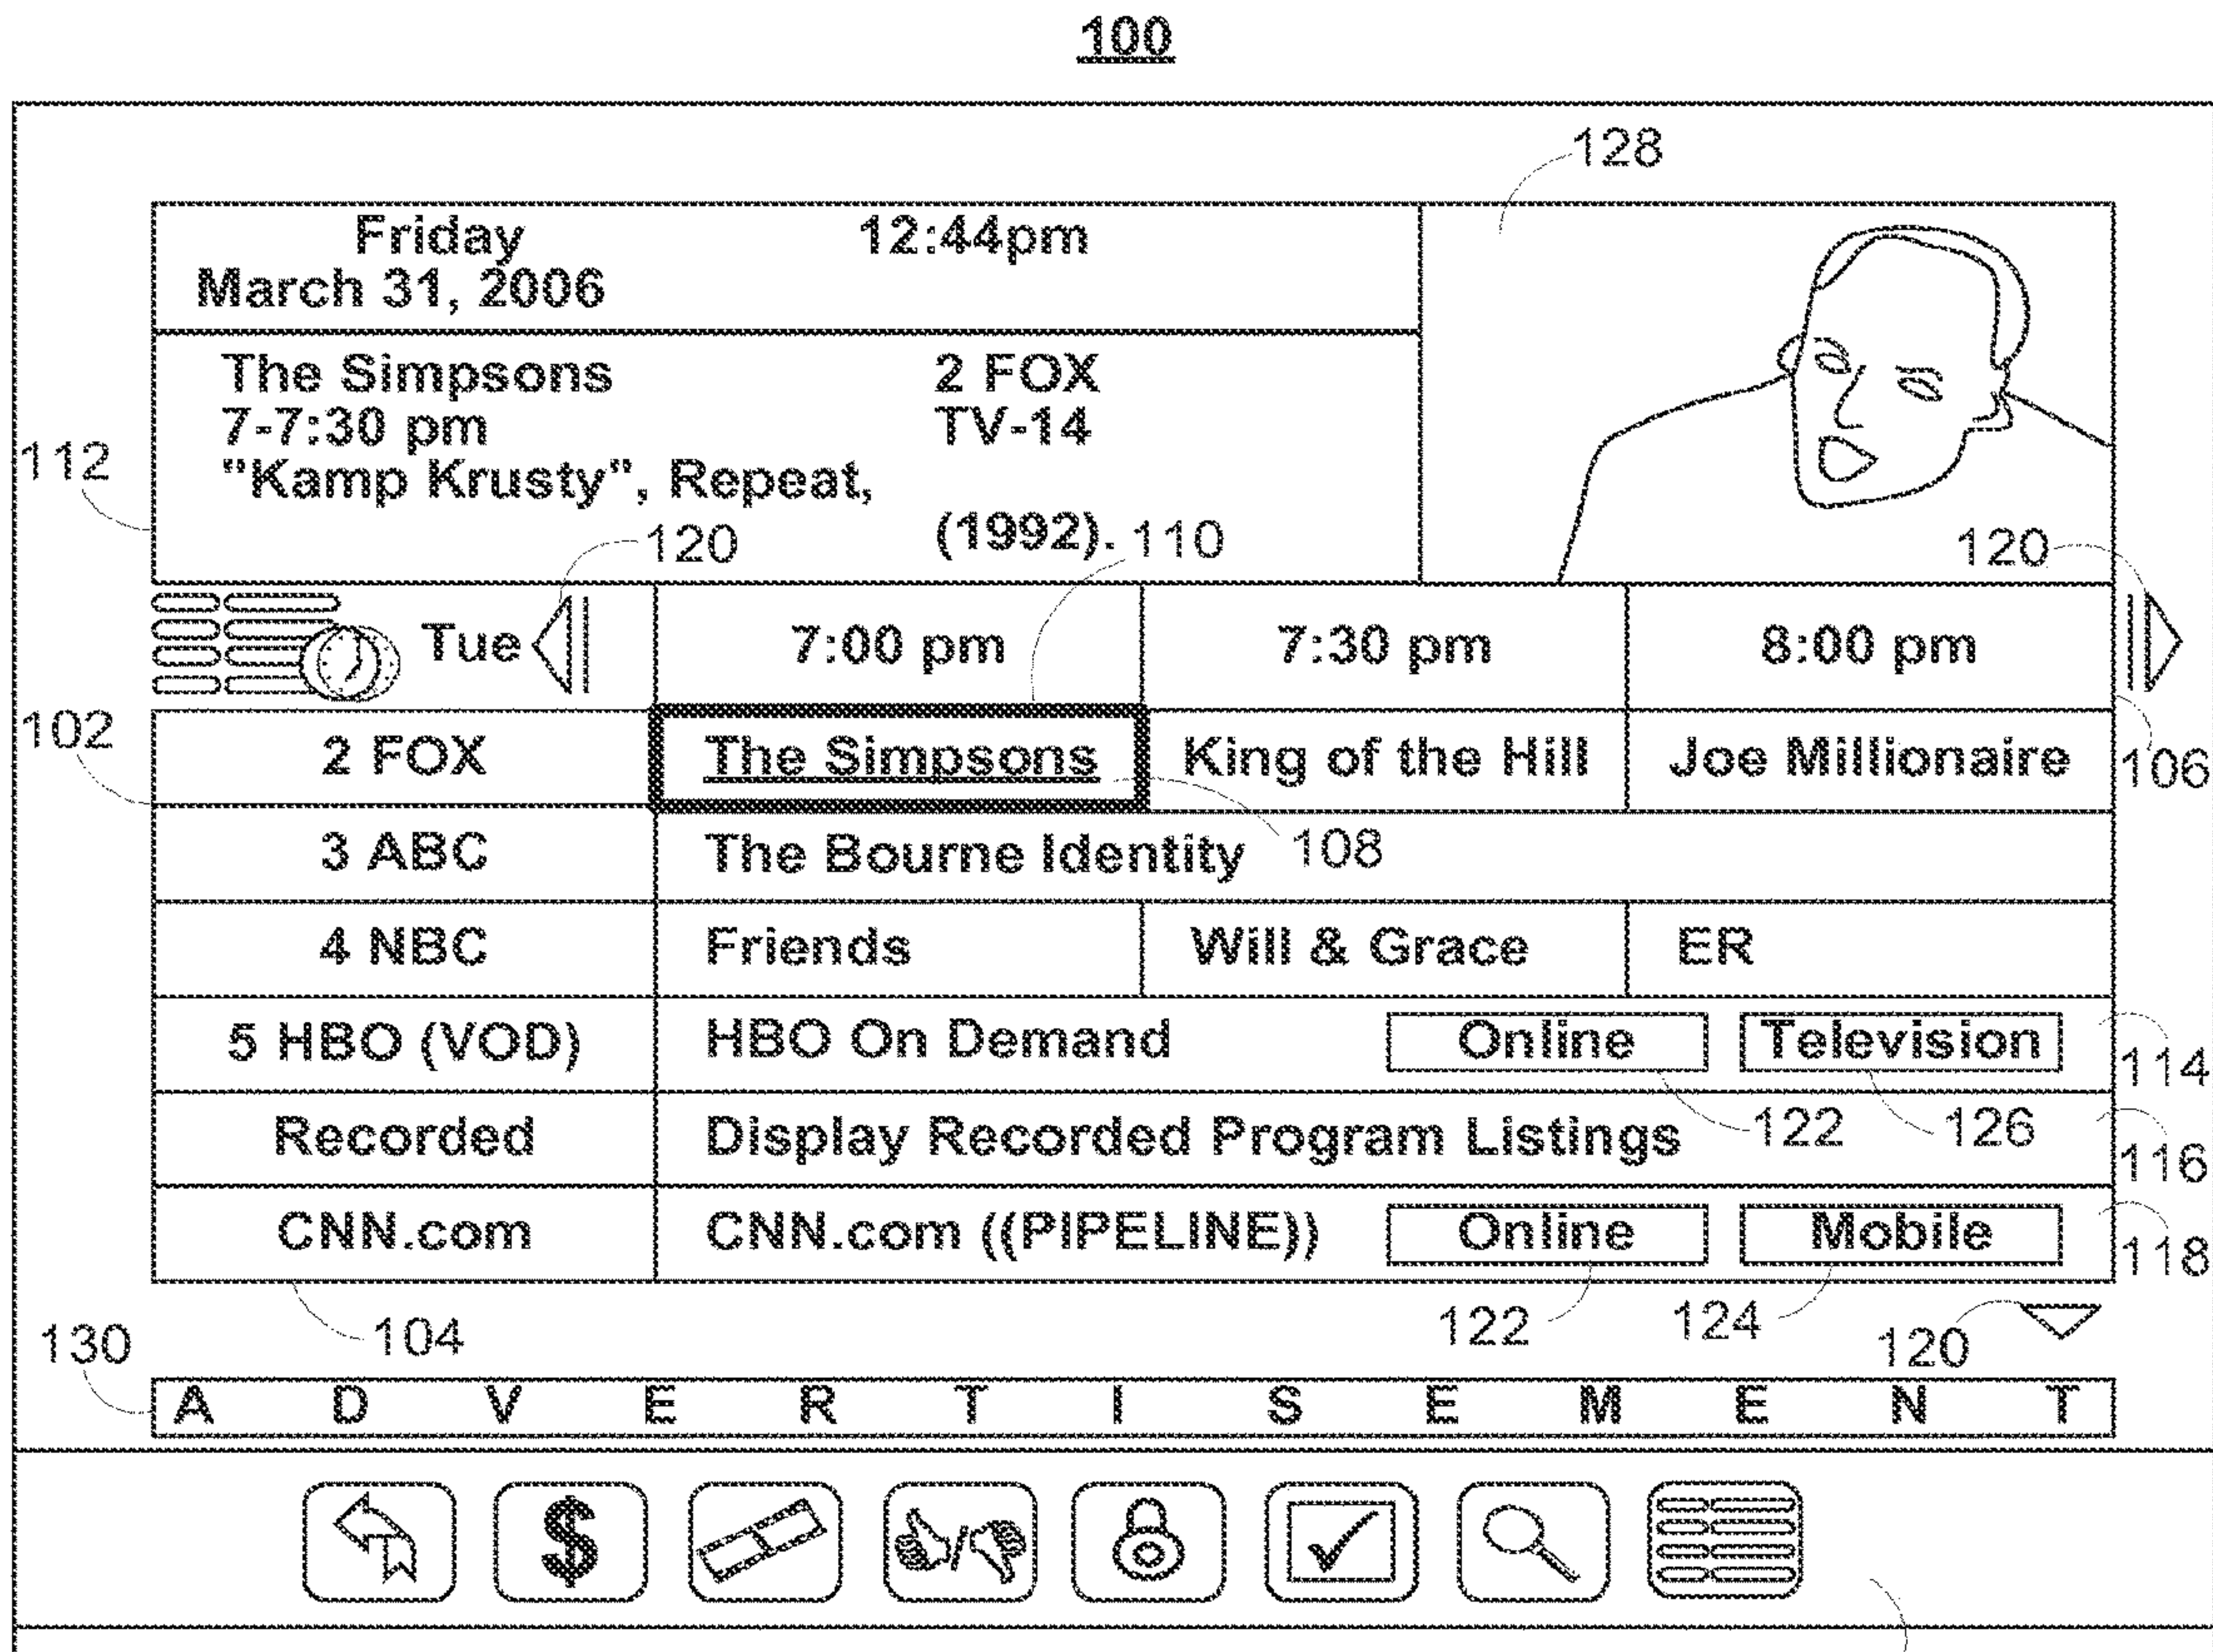 100
128
Friday 12:44pm
March 31, 2006
The Simpsons 2 FOX
7-7:30 pm TV-14
112
"Kamp Krusty", Repeat,
(1992).
120 110 120
Tue 7:00 pm 7:30 pm 8:00 pm
102
2 FOX The Simpsons King of the Hill Joe Millionaire
106
3 ABC The Bourne Identity 108
4 NBC Friends Will & Grace ER
5 HBO (VOD) HBO On Demand Online Television
114
122 126
Recorded Display Recorded Program Listings
116
CNN.com CNN.com ((PIPELINE)) Online Mobile
118
130 104 122 124 120
A D V E R T I S E M E N T
$
/